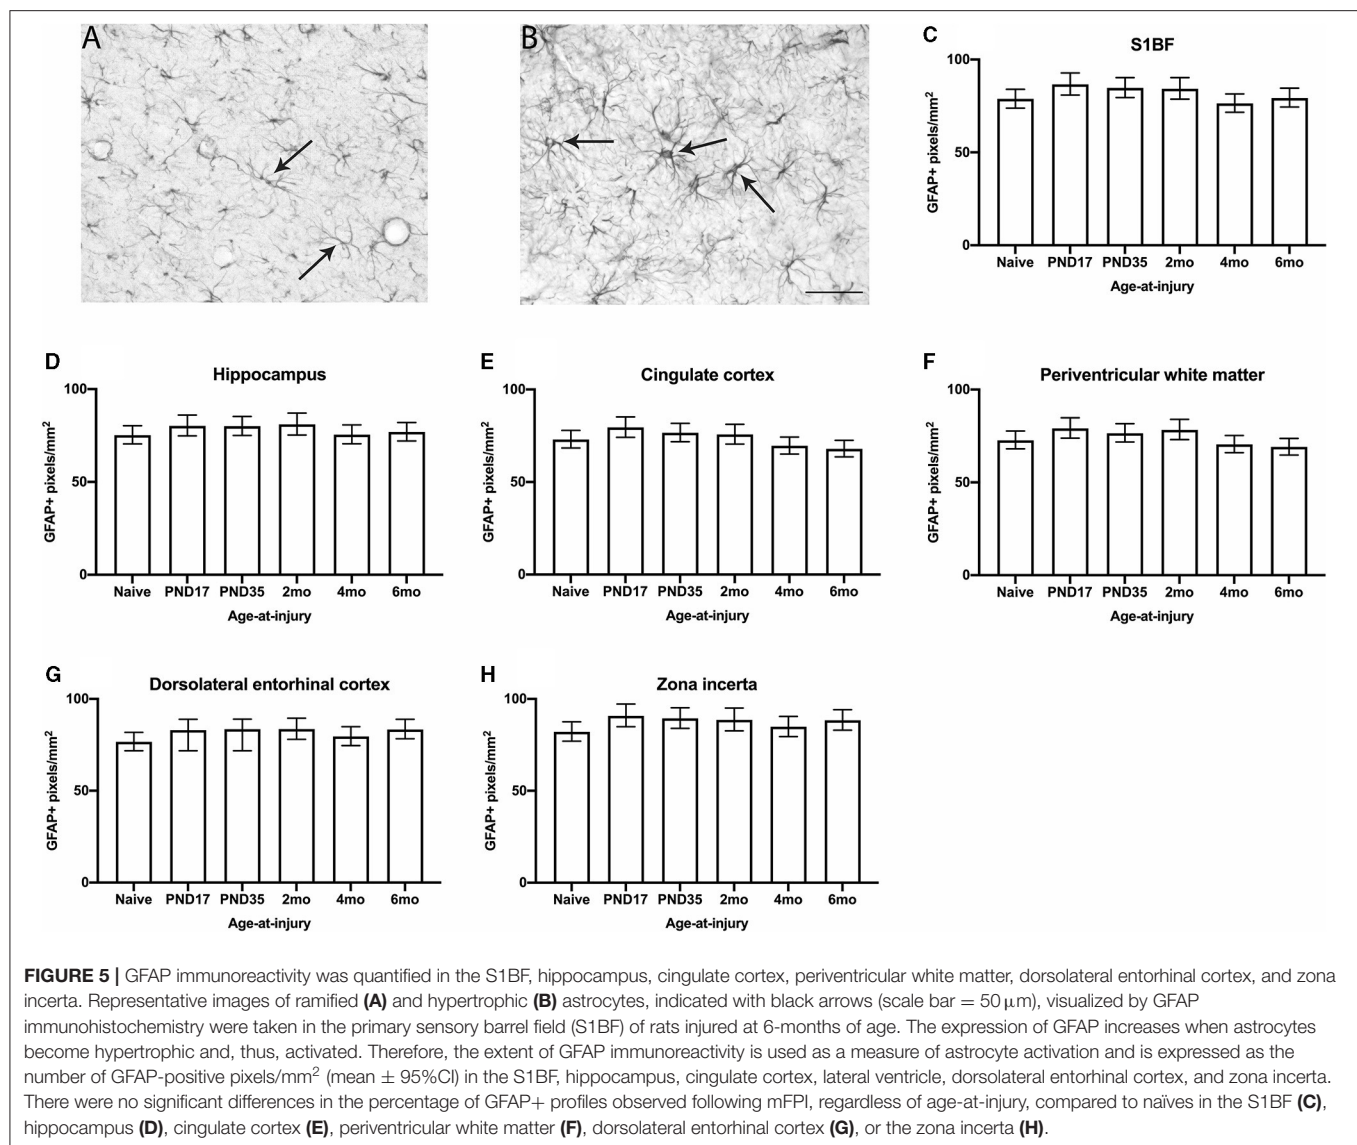 A
B
C
S1BF
100
50
0
GFAP+ pixels/mm²
Naive PND17 PND35 2mo 4mo 6mo
Age-at-injury
D
Hippocampus
100
50
0
GFAP+ pixels/mm²
Naive PND17 PND35 2mo 4mo 6mo
Age-at-injury
E
Cingulate cortex
100
50
0
GFAP+ pixels/mm²
Naive PND17 PND35 2mo 4mo 6mo
Age-at-injury
F
Periventricular white matter
100
50
0
GFAP+ pixels/mm²
Naive PND17 PND35 2mo 4mo 6mo
Age-at-injury
G
Dorsolateral entorhinal cortex
100
50
0
GFAP+ pixels/mm²
Naive PND17 PND35 2mo 4mo 6mo
Age-at-injury
H
Zona incerta
100
50
0
GFAP+ pixels/mm²
Naive PND17 PND35 2mo 4mo 6mo
Age-at-injury
FIGURE 5 | GFAP immunoreactivity was quantified in the S1BF, hippocampus, cingulate cortex, periventricular white matter, dorsolateral entorhinal cortex, and zona
incerta. Representative images of ramified (A) and hypertrophic (B) astrocytes, indicated with black arrows (scale bar = 50 μm), visualized by GFAP
immunohistochemistry were taken in the primary sensory barrel field (S1BF) of rats injured at 6-months of age. The expression of GFAP increases when astrocytes
become hypertrophic and, thus, activated. Therefore, the extent of GFAP immunoreactivity is used as a measure of astrocyte activation and is expressed as the
number of GFAP-positive pixels/mm² (mean ± 95%CI) in the S1BF, hippocampus, cingulate cortex, lateral ventricle, dorsolateral entorhinal cortex, and zona incerta.
There were no significant differences in the percentage of GFAP+ profiles observed following mFPI, regardless of age-at-injury, compared to naïves in the S1BF (C),
hippocampus (D), cingulate cortex (E), periventricular white matter (F), dorsolateral entorhinal cortex (G), or the zona incerta (H).